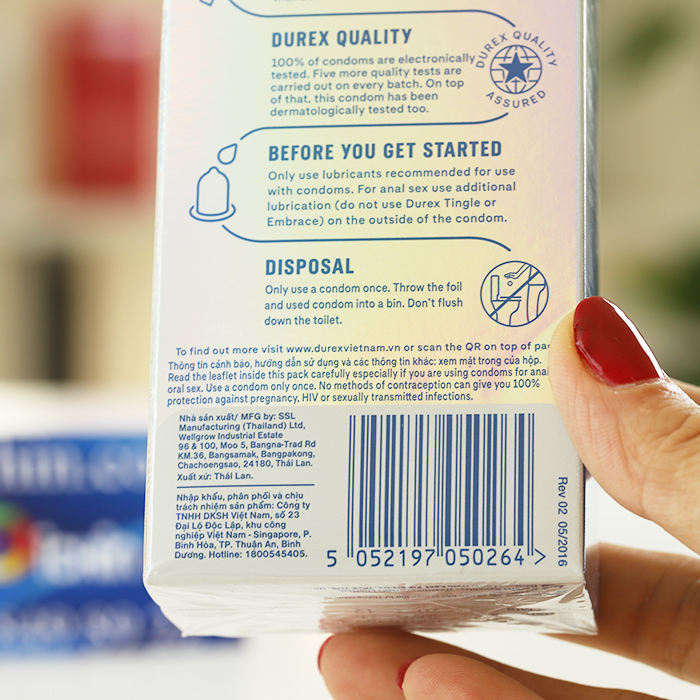 DUREX QUALITY
100% of condoms are electronically
tested. Five more quality tests are
carried out on every batch. On top
of that, this condom has been
dermatologically tested too.
DUREX QUALITY
ASSURED
BEFORE YOU GET STARTED
Only use lubricants recommended for use
with condoms. For anal sex use additional
lubrication (do not use Durex Tingle or
Embrace) on the outside of the condom.
DISPOSAL
Only use a condom once. Throw the foil
and used condom into a bin. Don't flush
down the toilet.
To find out more visit www.durexvietnam.vn or scan the QR on top of
Thông tin cảnh báo, hướng dẫn sử dụng và các thông tin khác: xem mặt trong của hộp.
Read the leaflet inside this pack carefully especially if you are using condoms for anal
oral sex. Use a condom only once. No methods of contraception can give you 100%
protection against pregnancy, HIV or sexually transmitted infections.
Nhà sản xuất/ MFG by: SSL
Manufacturing (Thailand) Ltd,
Wellgrow Industrial Estate
96 & 100, Moo 5, Bangna-Trad Rd
KM.36, Bangsamak, Bangpakong,
Chachoengsao, 24180, Thái Lan.
Xuất xứ: Thái Lan.
Nhập khẩu, phân phối và chịu
trách nhiệm sản phẩm: Công ty
TNHH DKSH Việt Nam, số 23
Đại Lộ Độc Lập, khu công
nghiệp Việt Nam - Singapore, P.
Bình Hòa, TP. Thuận An, Bình
Dương. Hotline: 1800545405.
5 052197 050264 >
Rev 02 05/2016